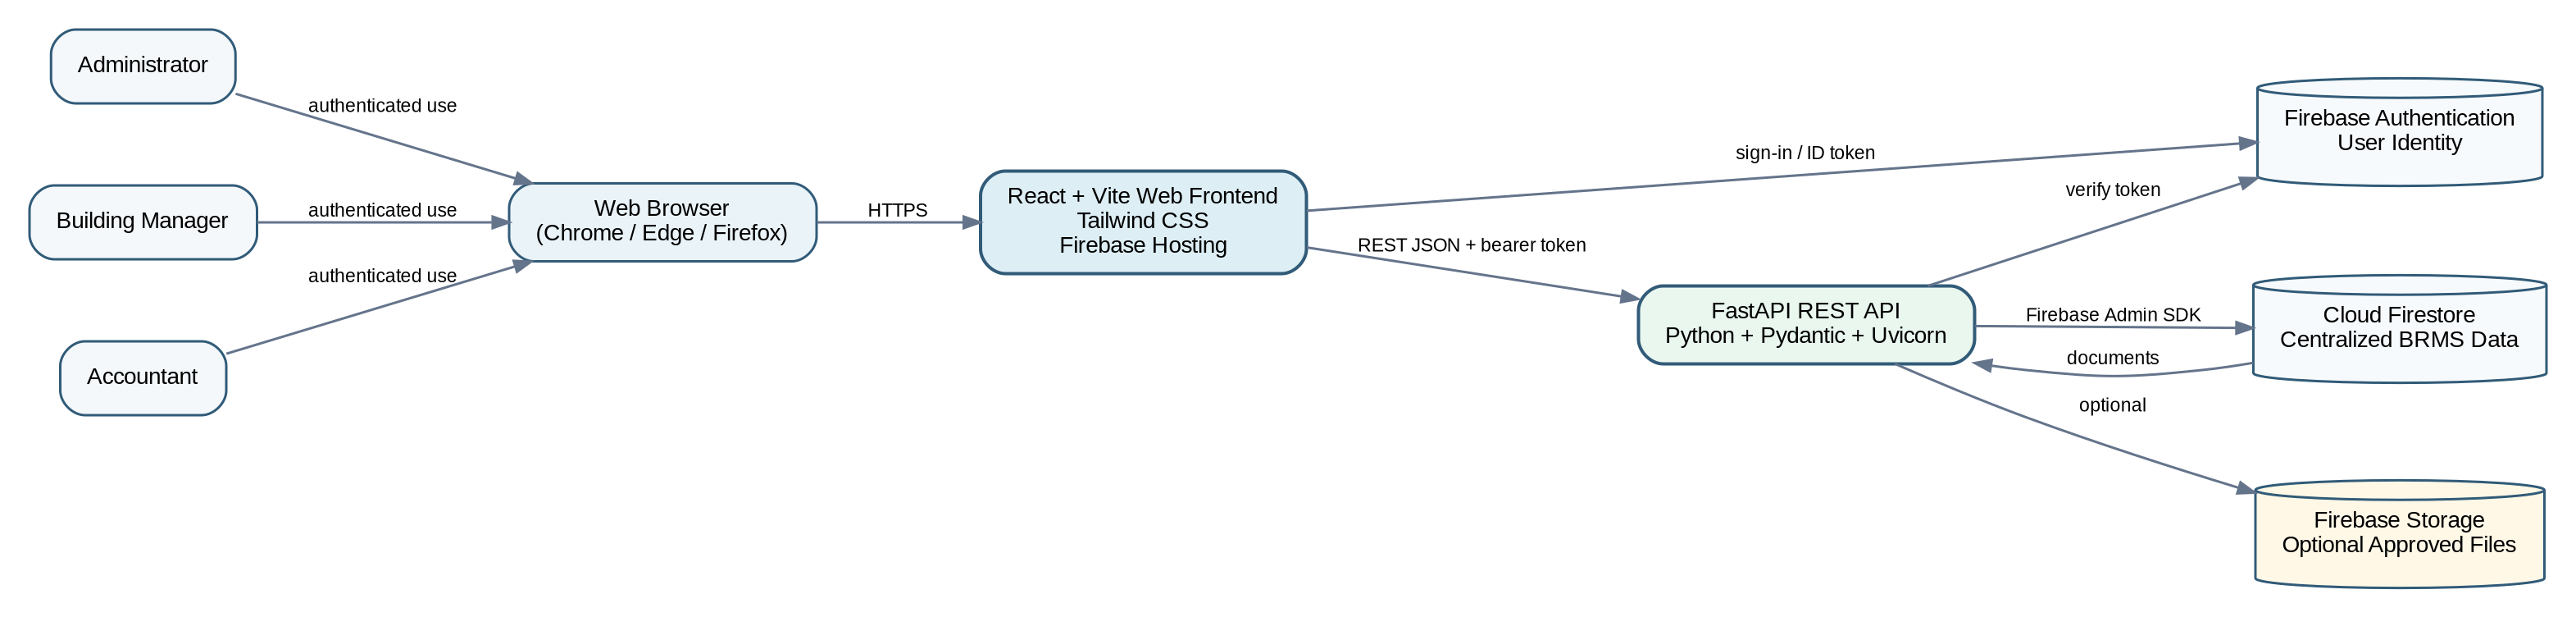 Administrator
authenticated use
Building Manager
authenticated use
Accountant
authenticated use
Web Browser
(Chrome / Edge / Firefox)
HTTPS
React + Vite Web Frontend
Tailwind CSS
Firebase Hosting
sign-in / ID token
REST JSON + bearer token
FastAPI REST API
Python + Pydantic + Uvicorn
verify token
Firebase Admin SDK
documents
optional
Firebase Authentication
User Identity
Cloud Firestore
Centralized BRMS Data
Firebase Storage
Optional Approved Files